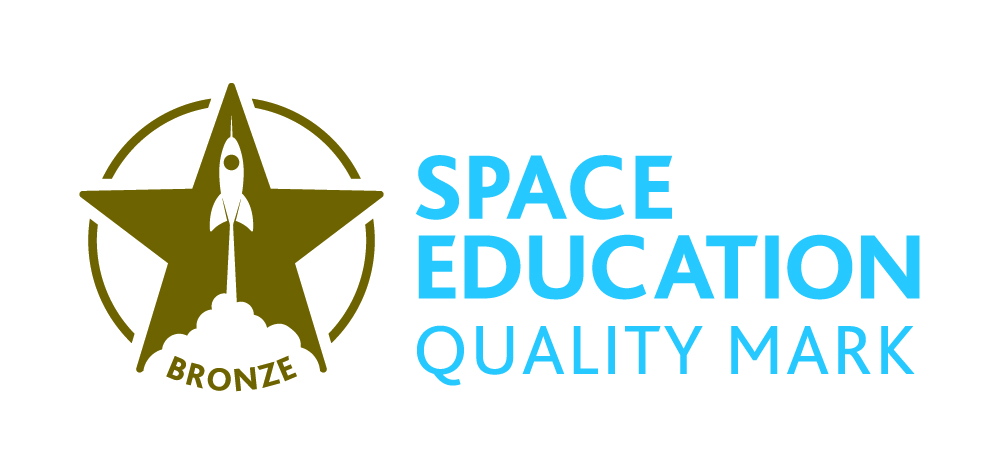 BRONZE
SPACE
EDUCATION
QUALITY MARK